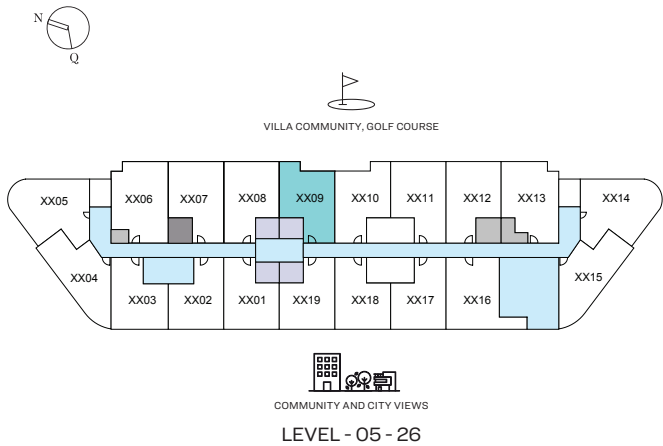 N
Q
VILLA COMMUNITY, GOLF COURSE
XX05
XX06
XX07
XX08
XX09
XX10
XX11
XX12
XX13
XX14
XX04
XX03
XX02
XX01
XX19
XX18
XX17
XX16
XX15
COMMUNITY AND CITY VIEWS
LEVEL - 05 - 26